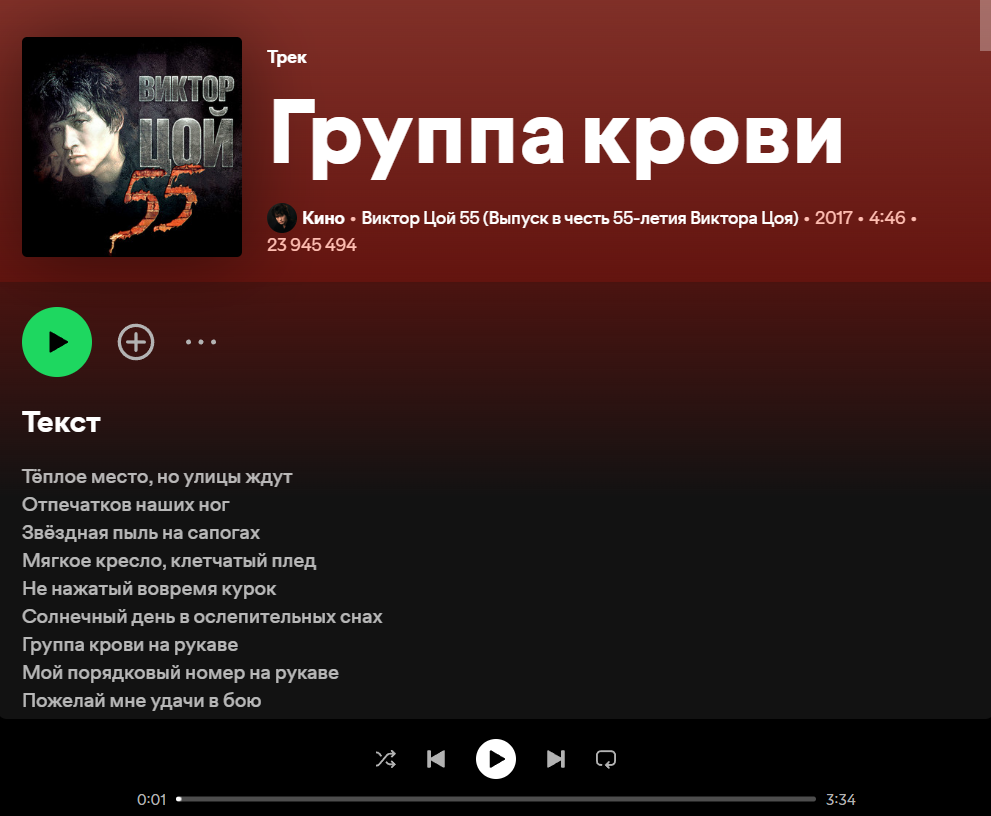 ВИКТОР
ЦОЙ
55
Трек
Группа крови
Кино • Виктор Цой 55 (Выпуск в честь 55-летия Виктора Цоя) • 2017 • 4:46 •
23 945 494
Текст
Тёплое место, но улицы ждут
Отпечатков наших ног
Звёздная пыль на сапогах
Мягкое кресло, клетчатый плед
Не нажатый вовремя курок
Солнечный день в ослепительных снах
Группа крови на рукаве
Мой порядковый номер на рукаве
Пожелай мне удачи в бою
0:01
3:34